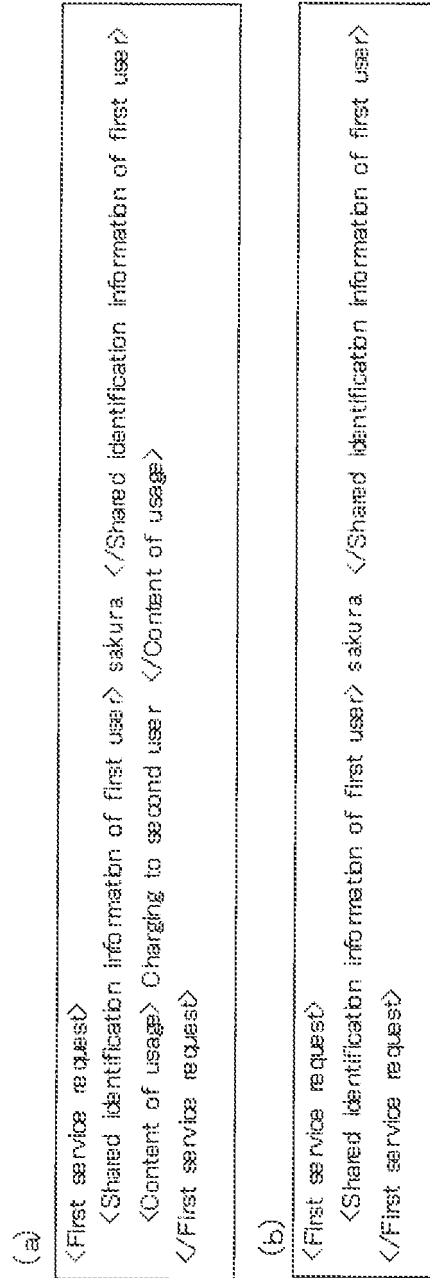 (a)
<First service request>
<Shared identification information of first user> sakura </Shared identification information of first user>
<Content of usage> Charging to second user </Content of usage>
</First service request>
(b)
<First service request>
<Shared identification information of first user> sakura </Shared identification information of first user>
</First service request>